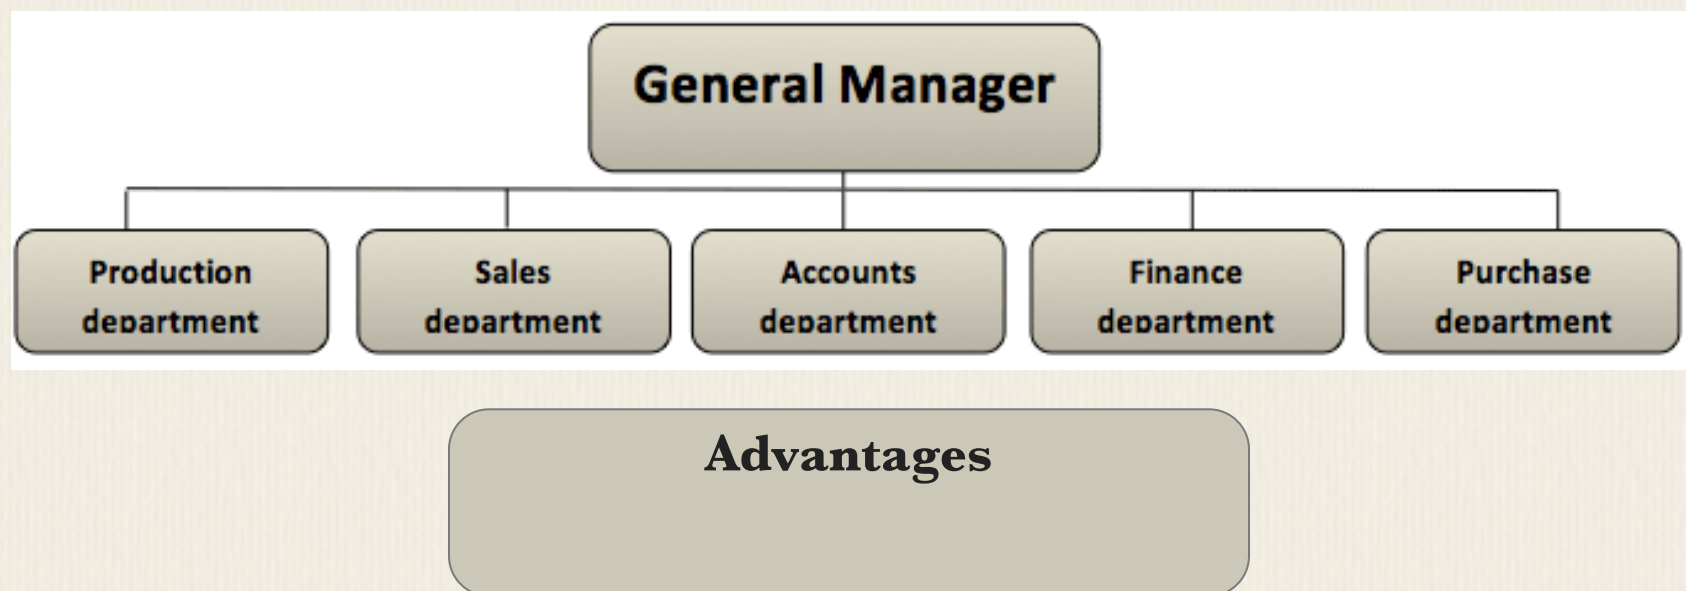 General Manager
Production
department
Sales
department
Accounts
department
Finance
department
Purchase
department
Advantages